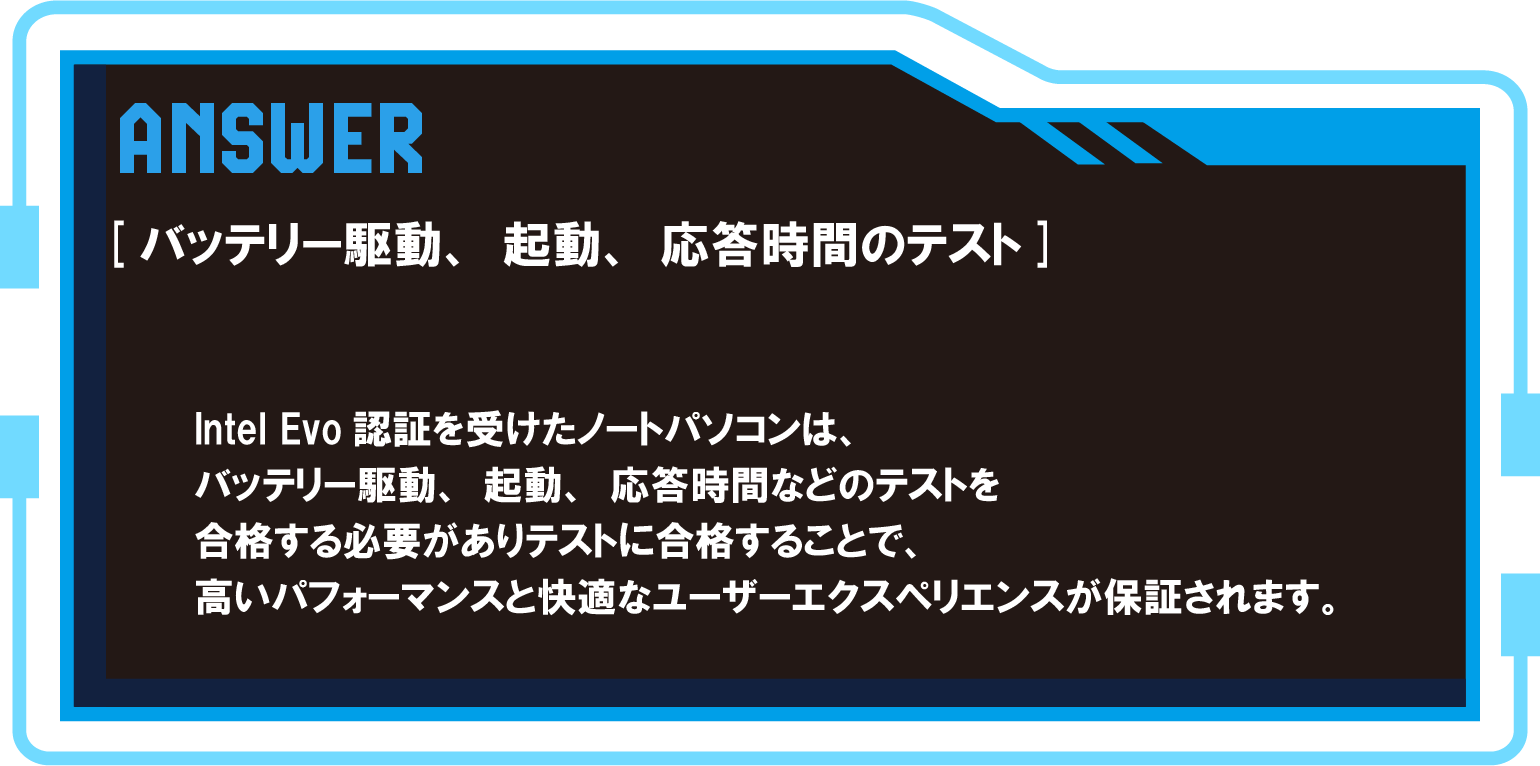 ANSWER
[ バッテリー駆動、 起動、 応答時間のテスト ]
Intel Evo 認証を受けたノートパソコンは、
バッテリー駆動、 起動、 応答時間などのテストを
合格する必要がありテストに合格することで、
高いパフォーマンスと快適なユーザーエクスペリエンスが保証されます。